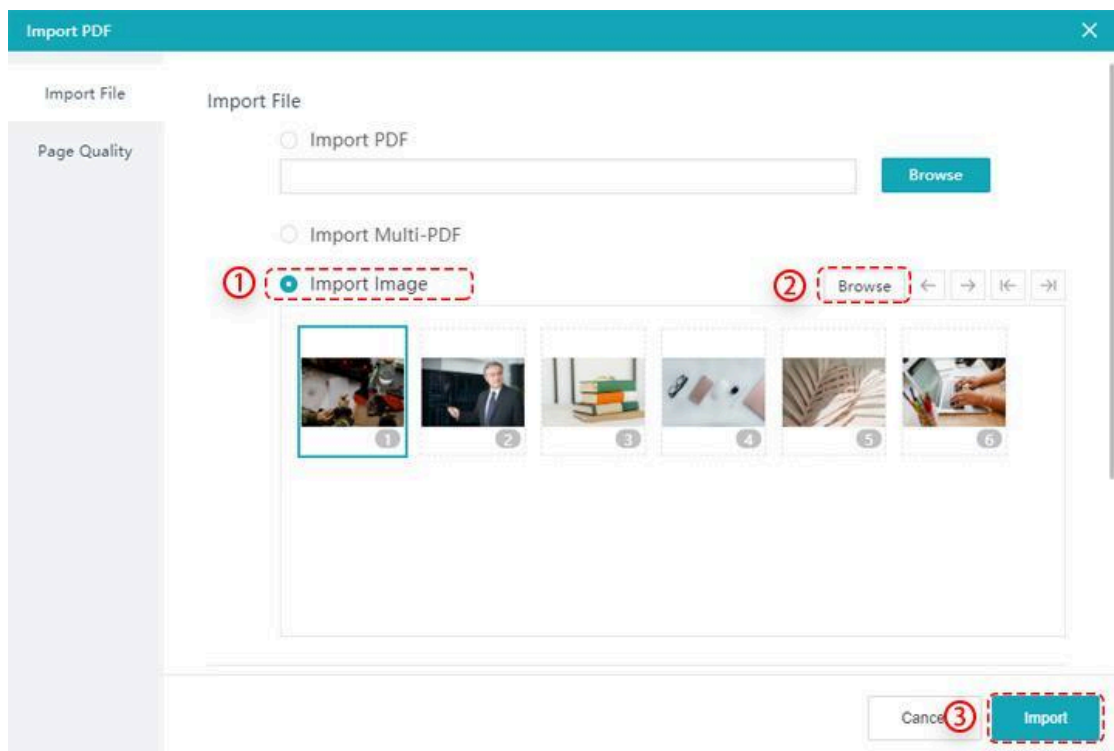 Import PDF
Import File
Page Quality
Import File
Import PDF
Browse
Import Multi-PDF
① Import Image
② Browse
1 2 3 4 5 6
Cance ③ Import